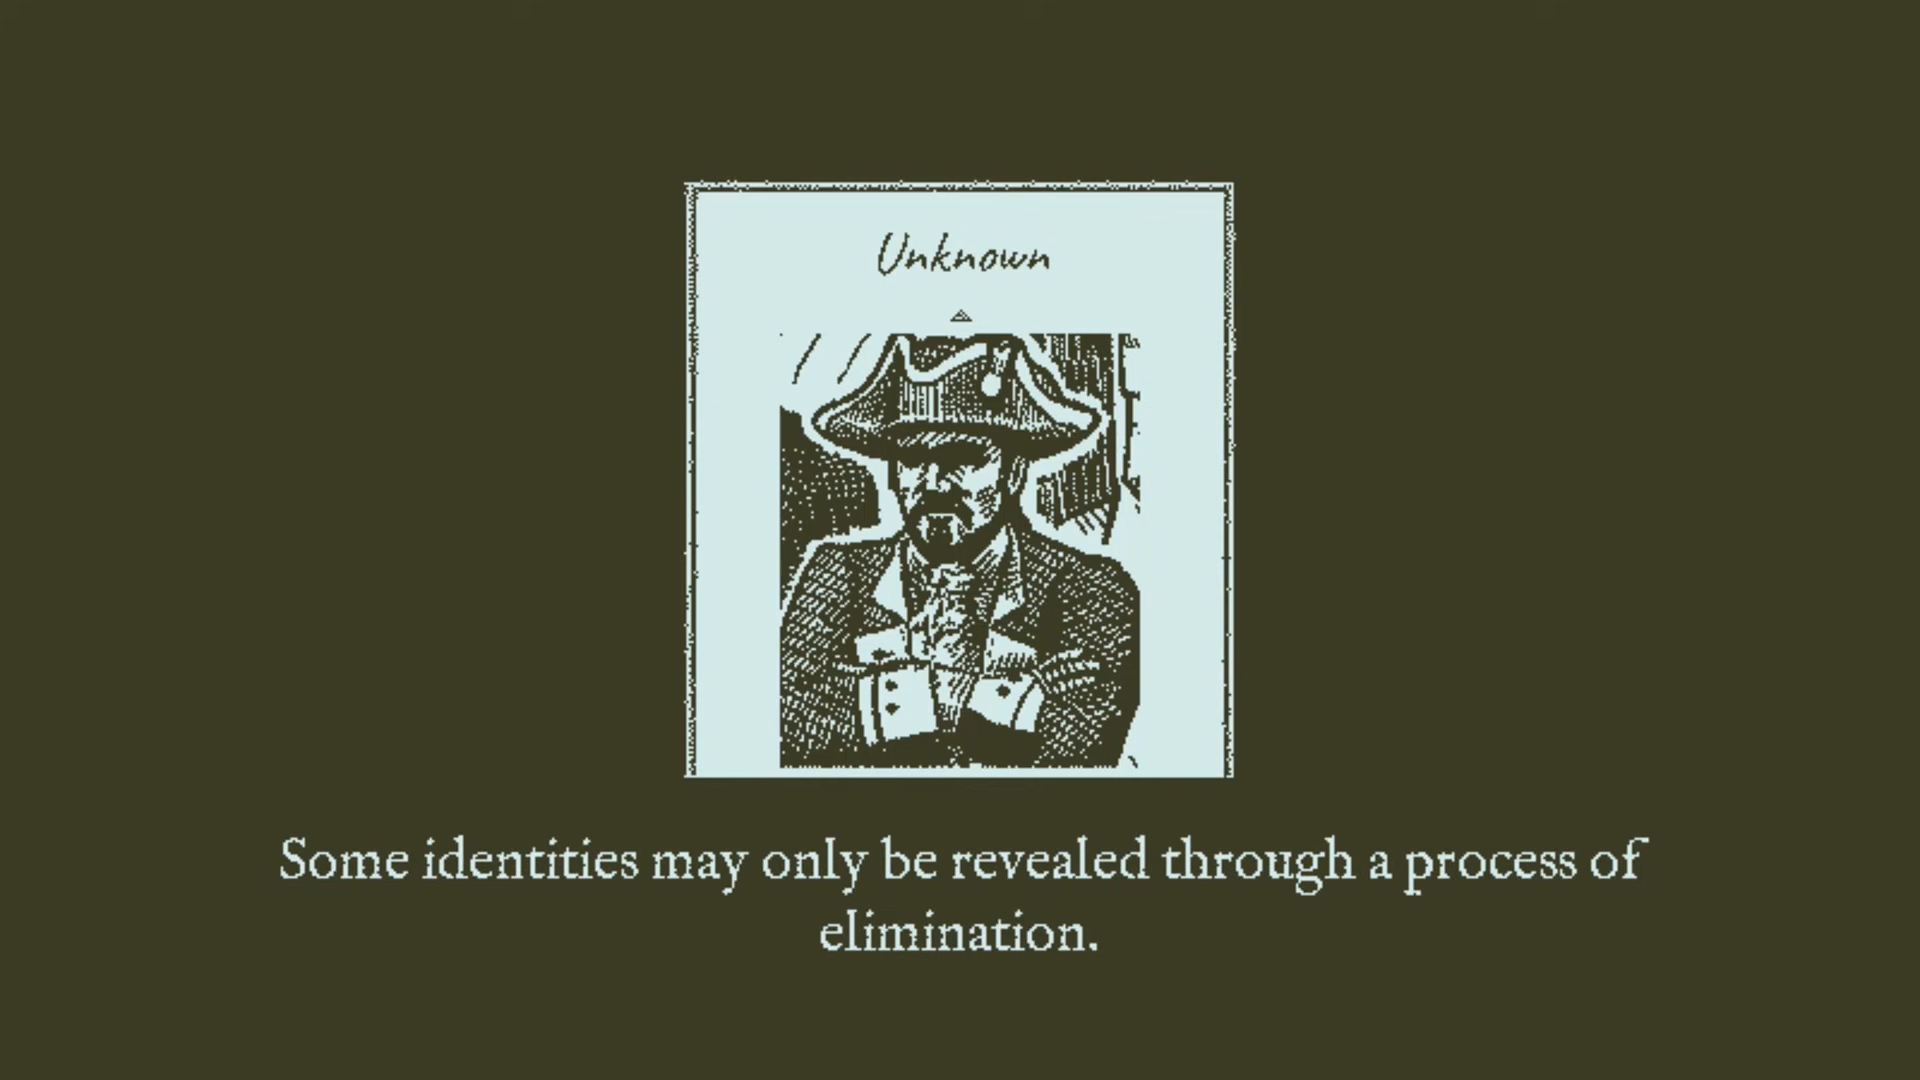 Unknown
Some identities may only be revealed through a process of
elimination.